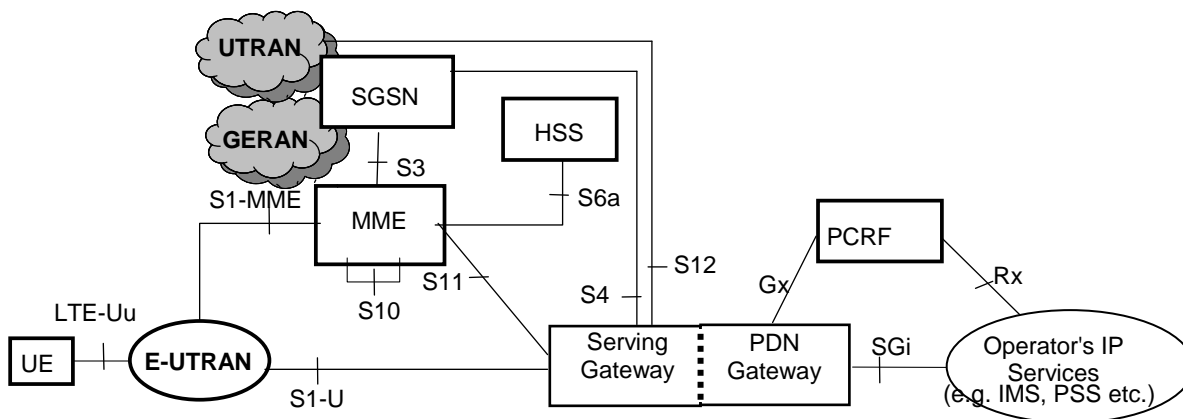 UTRAN
SGSN
HSS
GERAN
S3
S1-MME
S6a
MME
PCRF
S11
S12
S10
S4
Gx
Rx
LTE-Uu
UE
E-UTRAN
Serving
Gateway
PDN
Gateway
SGi
Operator's IP
Services
(e.g. IMS, PSS etc.)
S1-U